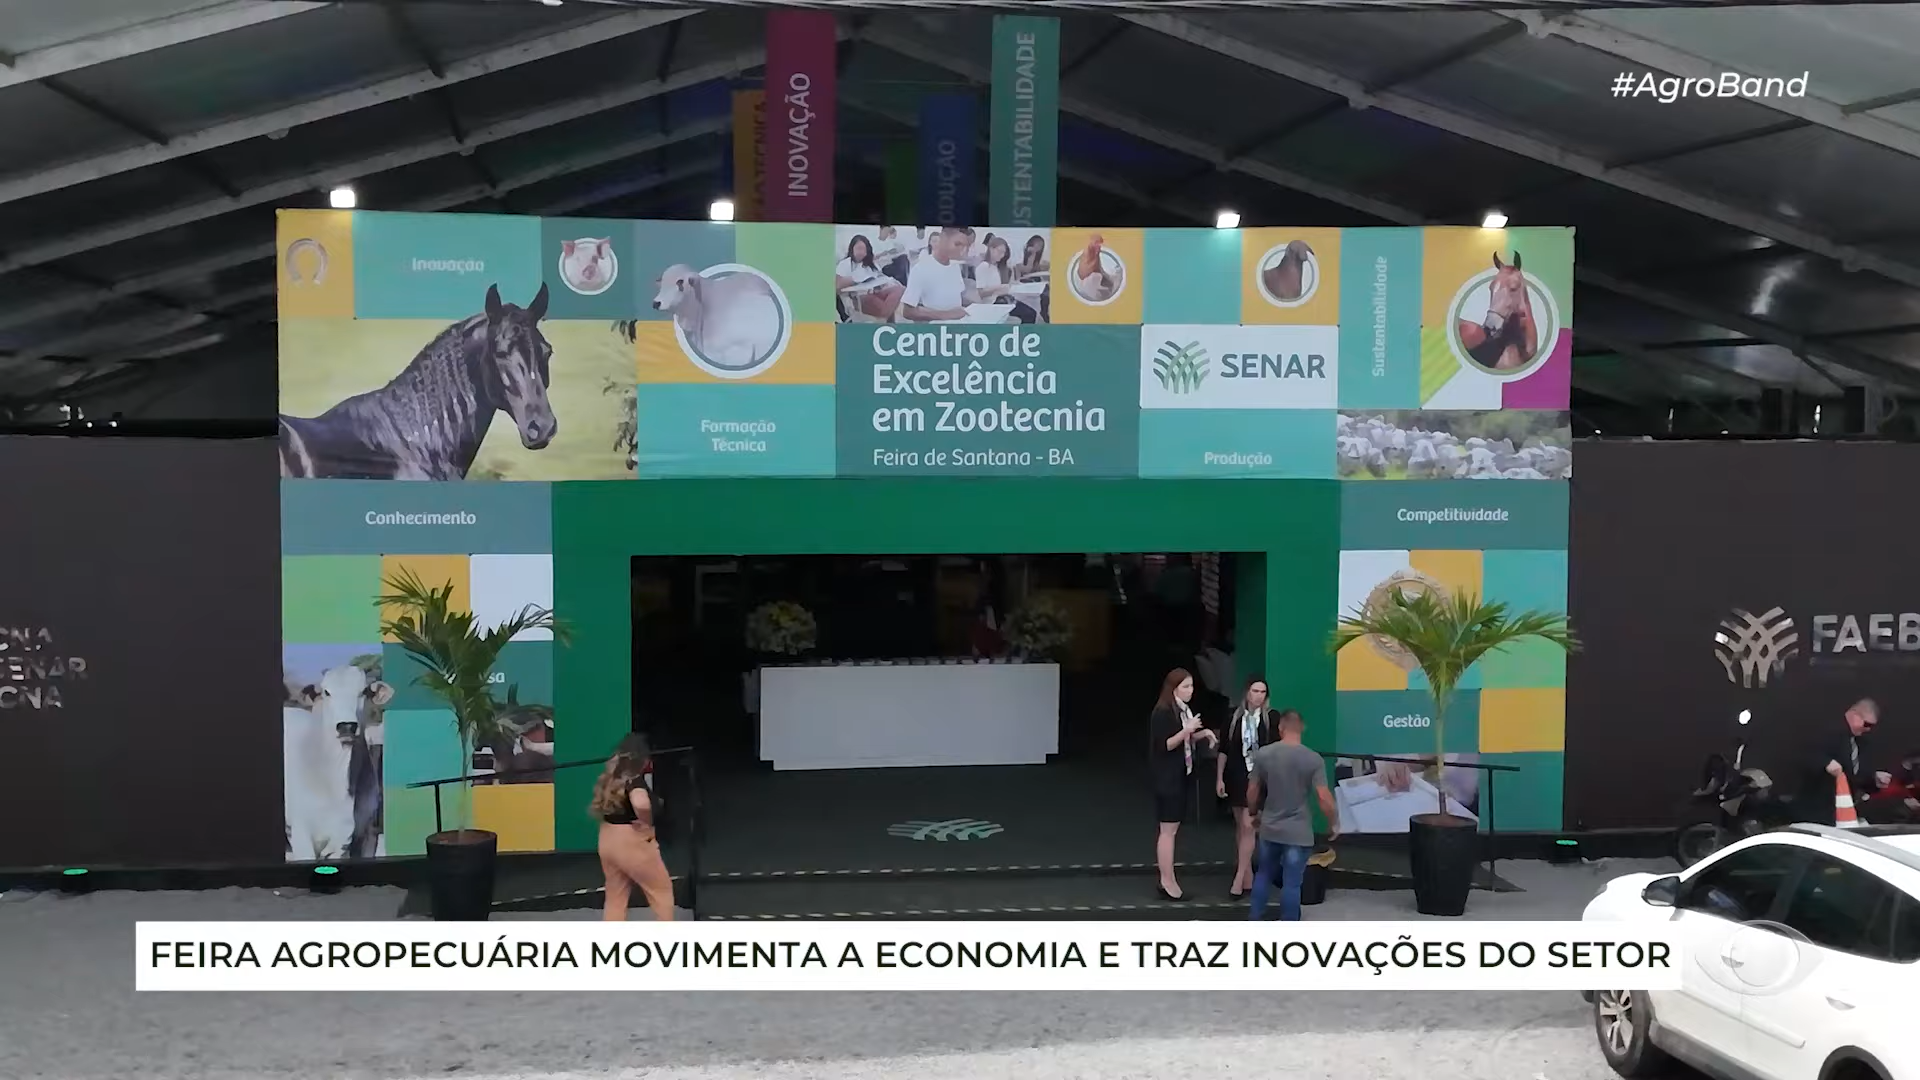 #AgroBand
INOVAÇÃO
Inovação
Centro de
Excelência
em Zootecnia
Feira de Santana - BA
SENAR
Sustentabilidade
Formação
Técnica
Produção
Conhecimento
Competitividade
CNA
Gestão
FAEB
FEIRA AGROPECUÁRIA MOVIMENTA A ECONOMIA E TRAZ INOVAÇÕES DO SETOR